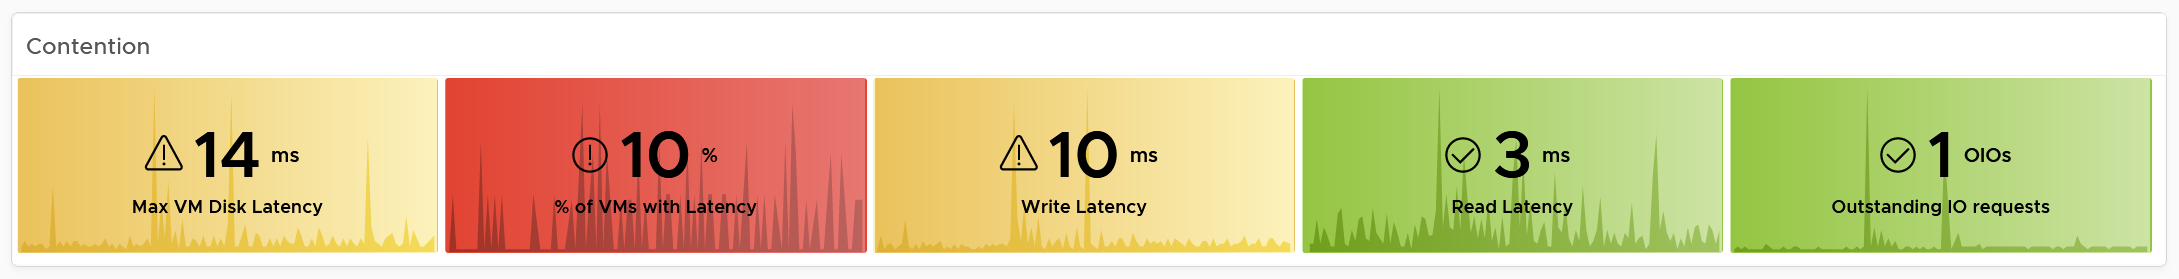 Contention
14 ms
Max VM Disk Latency
10 %
% of VMs with Latency
10 ms
Write Latency
3 ms
Read Latency
1 OIOs
Outstanding IO requests